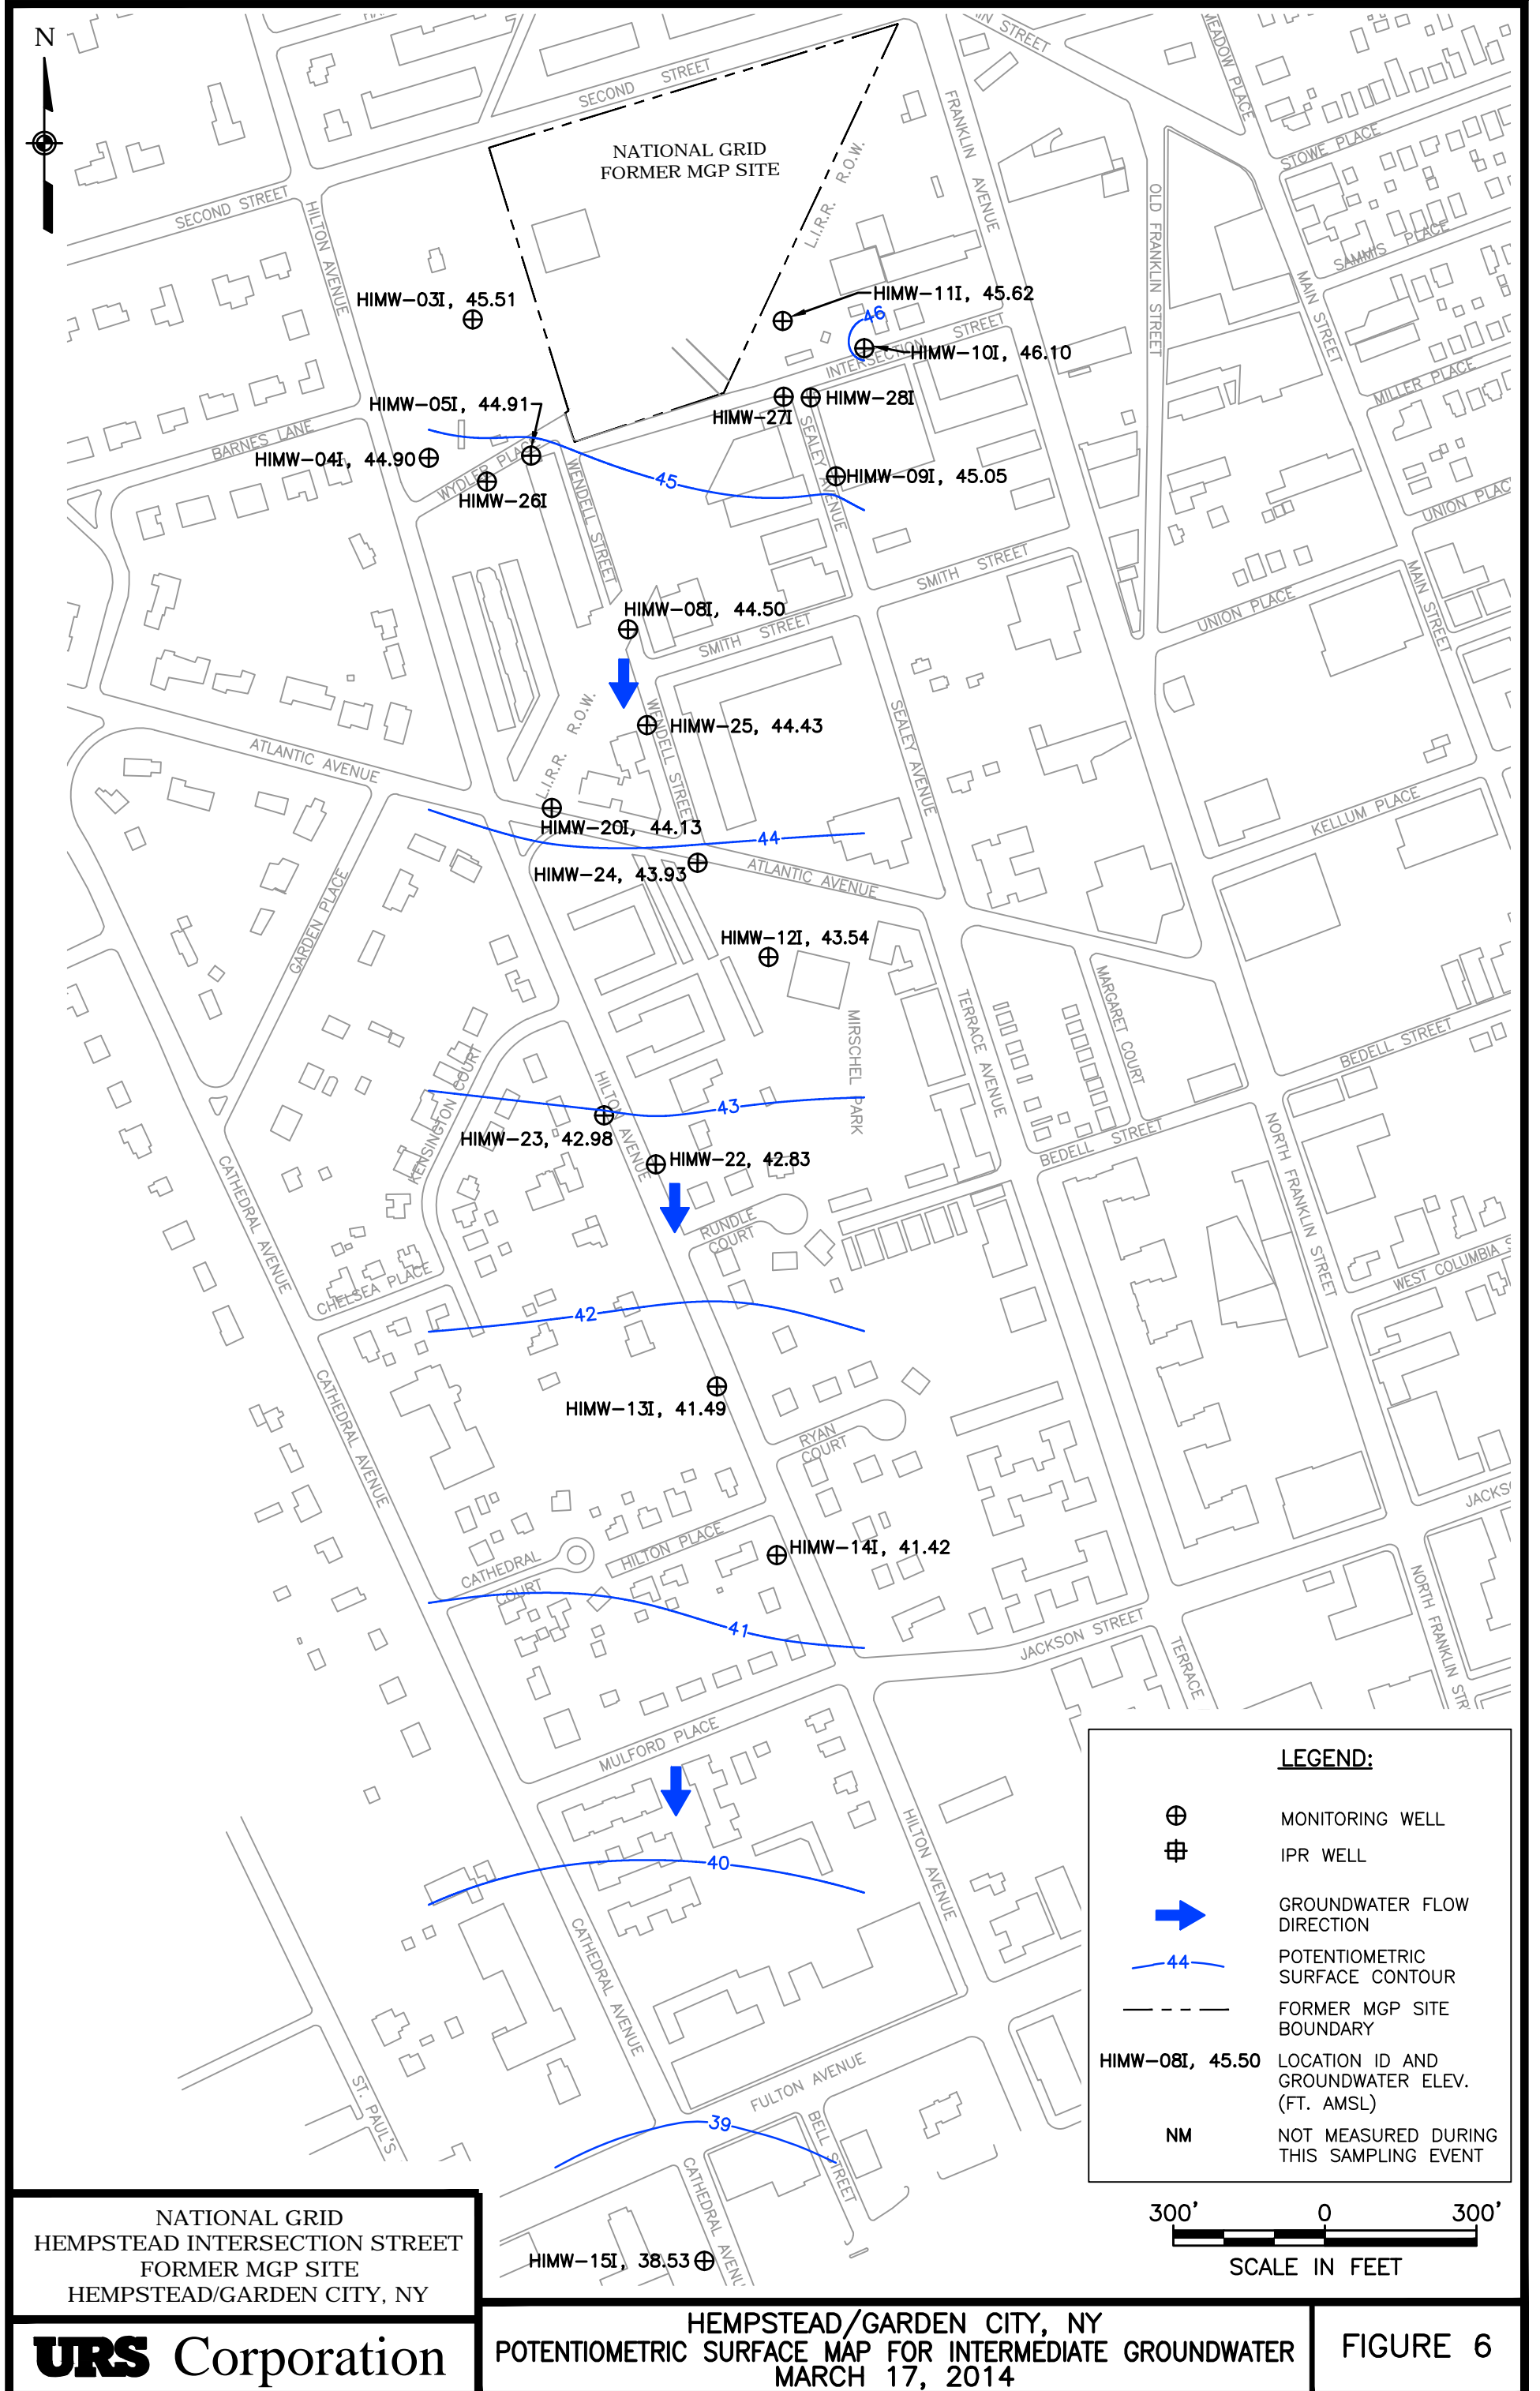 N
SECOND STREET
NATIONAL GRID
FORMER MGP SITE
L.I.R.R. R.O.W.
FRANKLIN AVENUE
MEADOW PLACE
STOWE PLACE
SECOND STREET
HILTON AVENUE
OLD FRANKLIN STREET
SAMMIS PLACE
MAIN STREET
HIMW-03I, 45.51
HIMW-11I, 45.62
46
INTERSECTION STREET
HIMW-10I, 46.10
MILLER PLACE
HIMW-05I, 44.91
HIMW-28I
HIMW-27I
BARNES LANE
HIMW-04I, 44.90
WYDLER PLACE
HIMW-26I
WENDELL STREET
45
SEALEY AVENUE
HIMW-09I, 45.05
UNION PLAC
SMITH STREET
MAIN STREET
UNION PLACE
HIMW-08I, 44.50
SMITH STREET
L.I.R.R. R.O.W.
WENDELL STREET
HIMW-25, 44.43
SEALEY AVENUE
ATLANTIC AVENUE
HIMW-20I, 44.13
44
KELLUM PLACE
HIMW-24, 43.93
ATLANTIC AVENUE
GARDEN PLACE
HIMW-12I, 43.54
MIRSCHEL PARK
TERRACE AVENUE
MARGARET COURT
BEDELL STREET
KENSINGTON COURT
HILTON AVENUE
43
HIMW-23, 42.98
HIMW-22, 42.83
BEDELL STREET
NORTH FRANKLIN STREET
CATHEDRAL AVENUE
RUNDLE
COURT
WEST COLUMBIA S
CHELSEA PLACE
42
CATHEDRAL AVENUE
HIMW-13I, 41.49
RYAN
COURT
JACKS
HILTON PLACE
HIMW-14I, 41.42
CATHEDRAL
COURT
41
JACKSON STREET
TERRACE
NORTH FRANKLIN STR
MULFORD PLACE
HILTON AVENUE
40
CATHEDRAL AVENUE
FULTON AVENUE
ST. PAUL'S
39
BELL STREET
CATHEDRAL AVENU
HIMW-15I, 38.53
LEGEND:
MONITORING WELL
IPR WELL
GROUNDWATER FLOW
DIRECTION
44
POTENTIOMETRIC
SURFACE CONTOUR
FORMER MGP SITE
BOUNDARY
HIMW-08I, 45.50
LOCATION ID AND
GROUNDWATER ELEV.
(FT. AMSL)
NM
NOT MEASURED DURING
THIS SAMPLING EVENT
300' 0 300'
SCALE IN FEET
NATIONAL GRID
HEMPSTEAD INTERSECTION STREET
FORMER MGP SITE
HEMPSTEAD/GARDEN CITY, NY
URS Corporation
HEMPSTEAD/GARDEN CITY, NY
POTENTIOMETRIC SURFACE MAP FOR INTERMEDIATE GROUNDWATER
MARCH 17, 2014
FIGURE 6